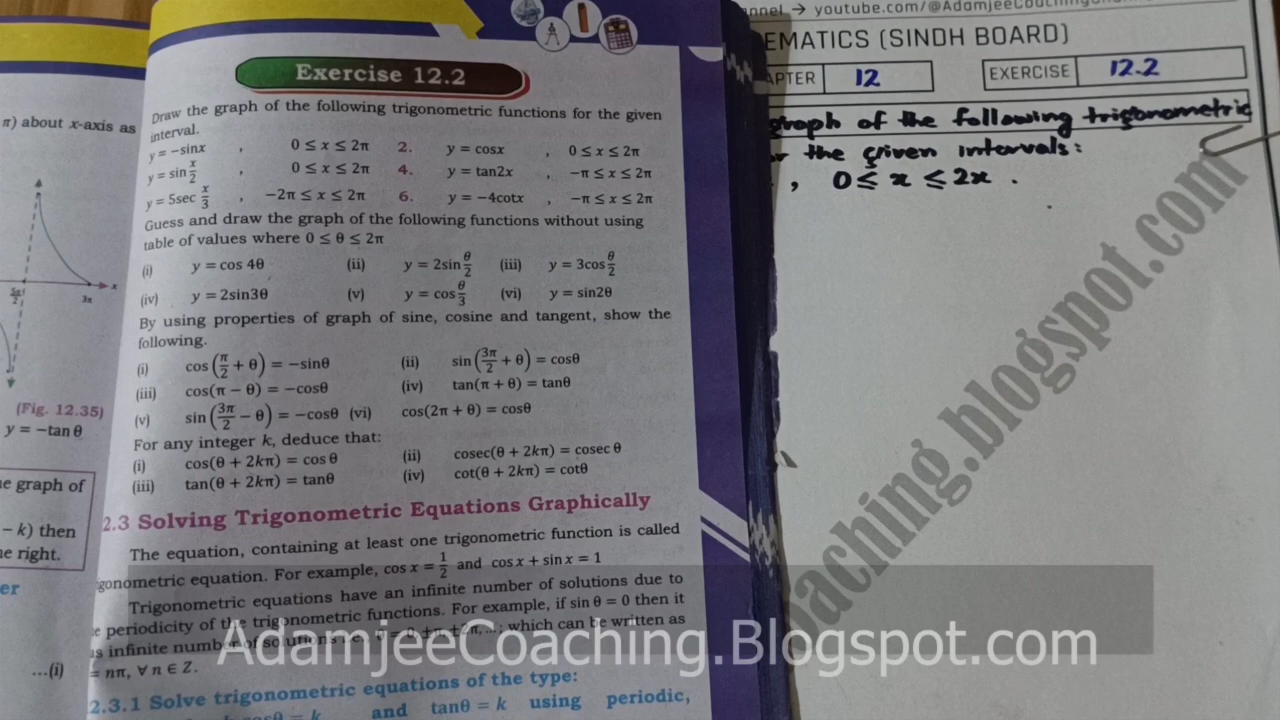 π) about x-axis as
5π/2
3π
x
(Fig. 12.35)
y = −tan θ
graph of
− k) then
right.
er
...(i)
Exercise 12.2
Draw the graph of the following trigonometric functions for the given
interval.
y = −sinx , 0 ≤ x ≤ 2π 2. y = cosx , 0 ≤ x ≤ 2π
y = sin x/2 , 0 ≤ x ≤ 2π 4. y = tan2x , −π ≤ x ≤ 2π
y = 5sec x/3 , −2π ≤ x ≤ 2π 6. y = −4cotx , −π ≤ x ≤ 2π
Guess and draw the graph of the following functions without using
table of values where 0 ≤ θ ≤ 2π
(i) y = cos 4θ (ii) y = 2sin θ/2 (iii) y = 3cos θ/2
(iv) y = 2sin3θ (v) y = cos θ/3 (vi) y = sin2θ
By using properties of graph of sine, cosine and tangent, show the
following.
(i) cos (π/2 + θ) = −sinθ (ii) sin (3π/2 + θ) = cosθ
(iii) cos(π − θ) = −cosθ (iv) tan(π + θ) = tanθ
(v) sin (3π/2 − θ) = −cosθ (vi) cos(2π + θ) = cosθ
For any integer k, deduce that:
(i) cos(θ + 2kπ) = cos θ (ii) cosec(θ + 2kπ) = cosec θ
(iii) tan(θ + 2kπ) = tanθ (iv) cot(θ + 2kπ) = cotθ
2.3 Solving Trigonometric Equations Graphically
The equation, containing at least one trigonometric function is called
gonometric equation. For example, cos x = 1/2 and cos x + sin x = 1
Trigonometric equations have an infinite number of solutions due to
periodicity of the trigonometric functions. For example, if sin θ = 0 then it
infinite number of solutions which can be written as
= nπ, ∀ n ∈ Z.
2.3.1 Solve trigonometric equations of the type:
= k and tanθ = k using periodic,
nnel → youtube.com/@AdamjeeCoaching
EMATICS (SINDH BOARD)
APTER 12 EXERCISE 12.2
graph of the following trigonometric
the given intervals:
, 0 ≤ x ≤ 2x .
aching.blogspot.com
AdamjeeCoaching.Blogspot.com